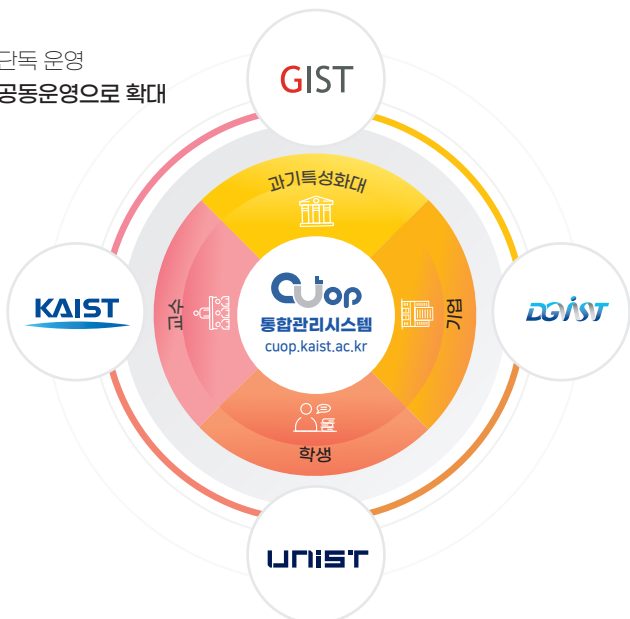 단독 운영
공동운영으로 확대
GIST
과기특성화대
KAIST
교수
CUop
통합관리시스템
cuop.kaist.ac.kr
기업
DGIST
학생
UNIST